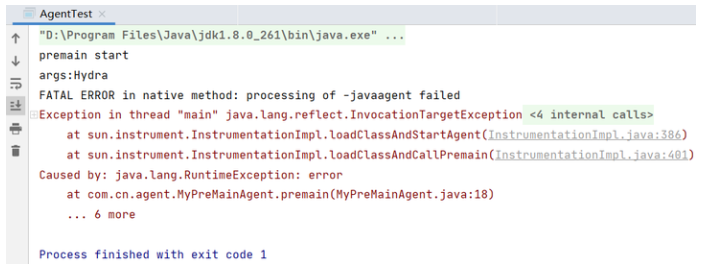 AgentTest
"D:\Program Files\Java\jdk1.8.0_261\bin\java.exe" ...
premain start
args:Hydra
FATAL ERROR in native method: processing of -javaagent failed
Exception in thread "main" java.lang.reflect.InvocationTargetException <4 internal calls>
at sun.instrument.InstrumentationImpl.loadClassAndStartAgent(InstrumentationImpl.java:386)
at sun.instrument.InstrumentationImpl.loadClassAndCallPremain(InstrumentationImpl.java:401)
Caused by: java.lang.RuntimeException: error
at com.cn.agent.MyPreMainAgent.premain(MyPreMainAgent.java:18)
... 6 more
Process finished with exit code 1